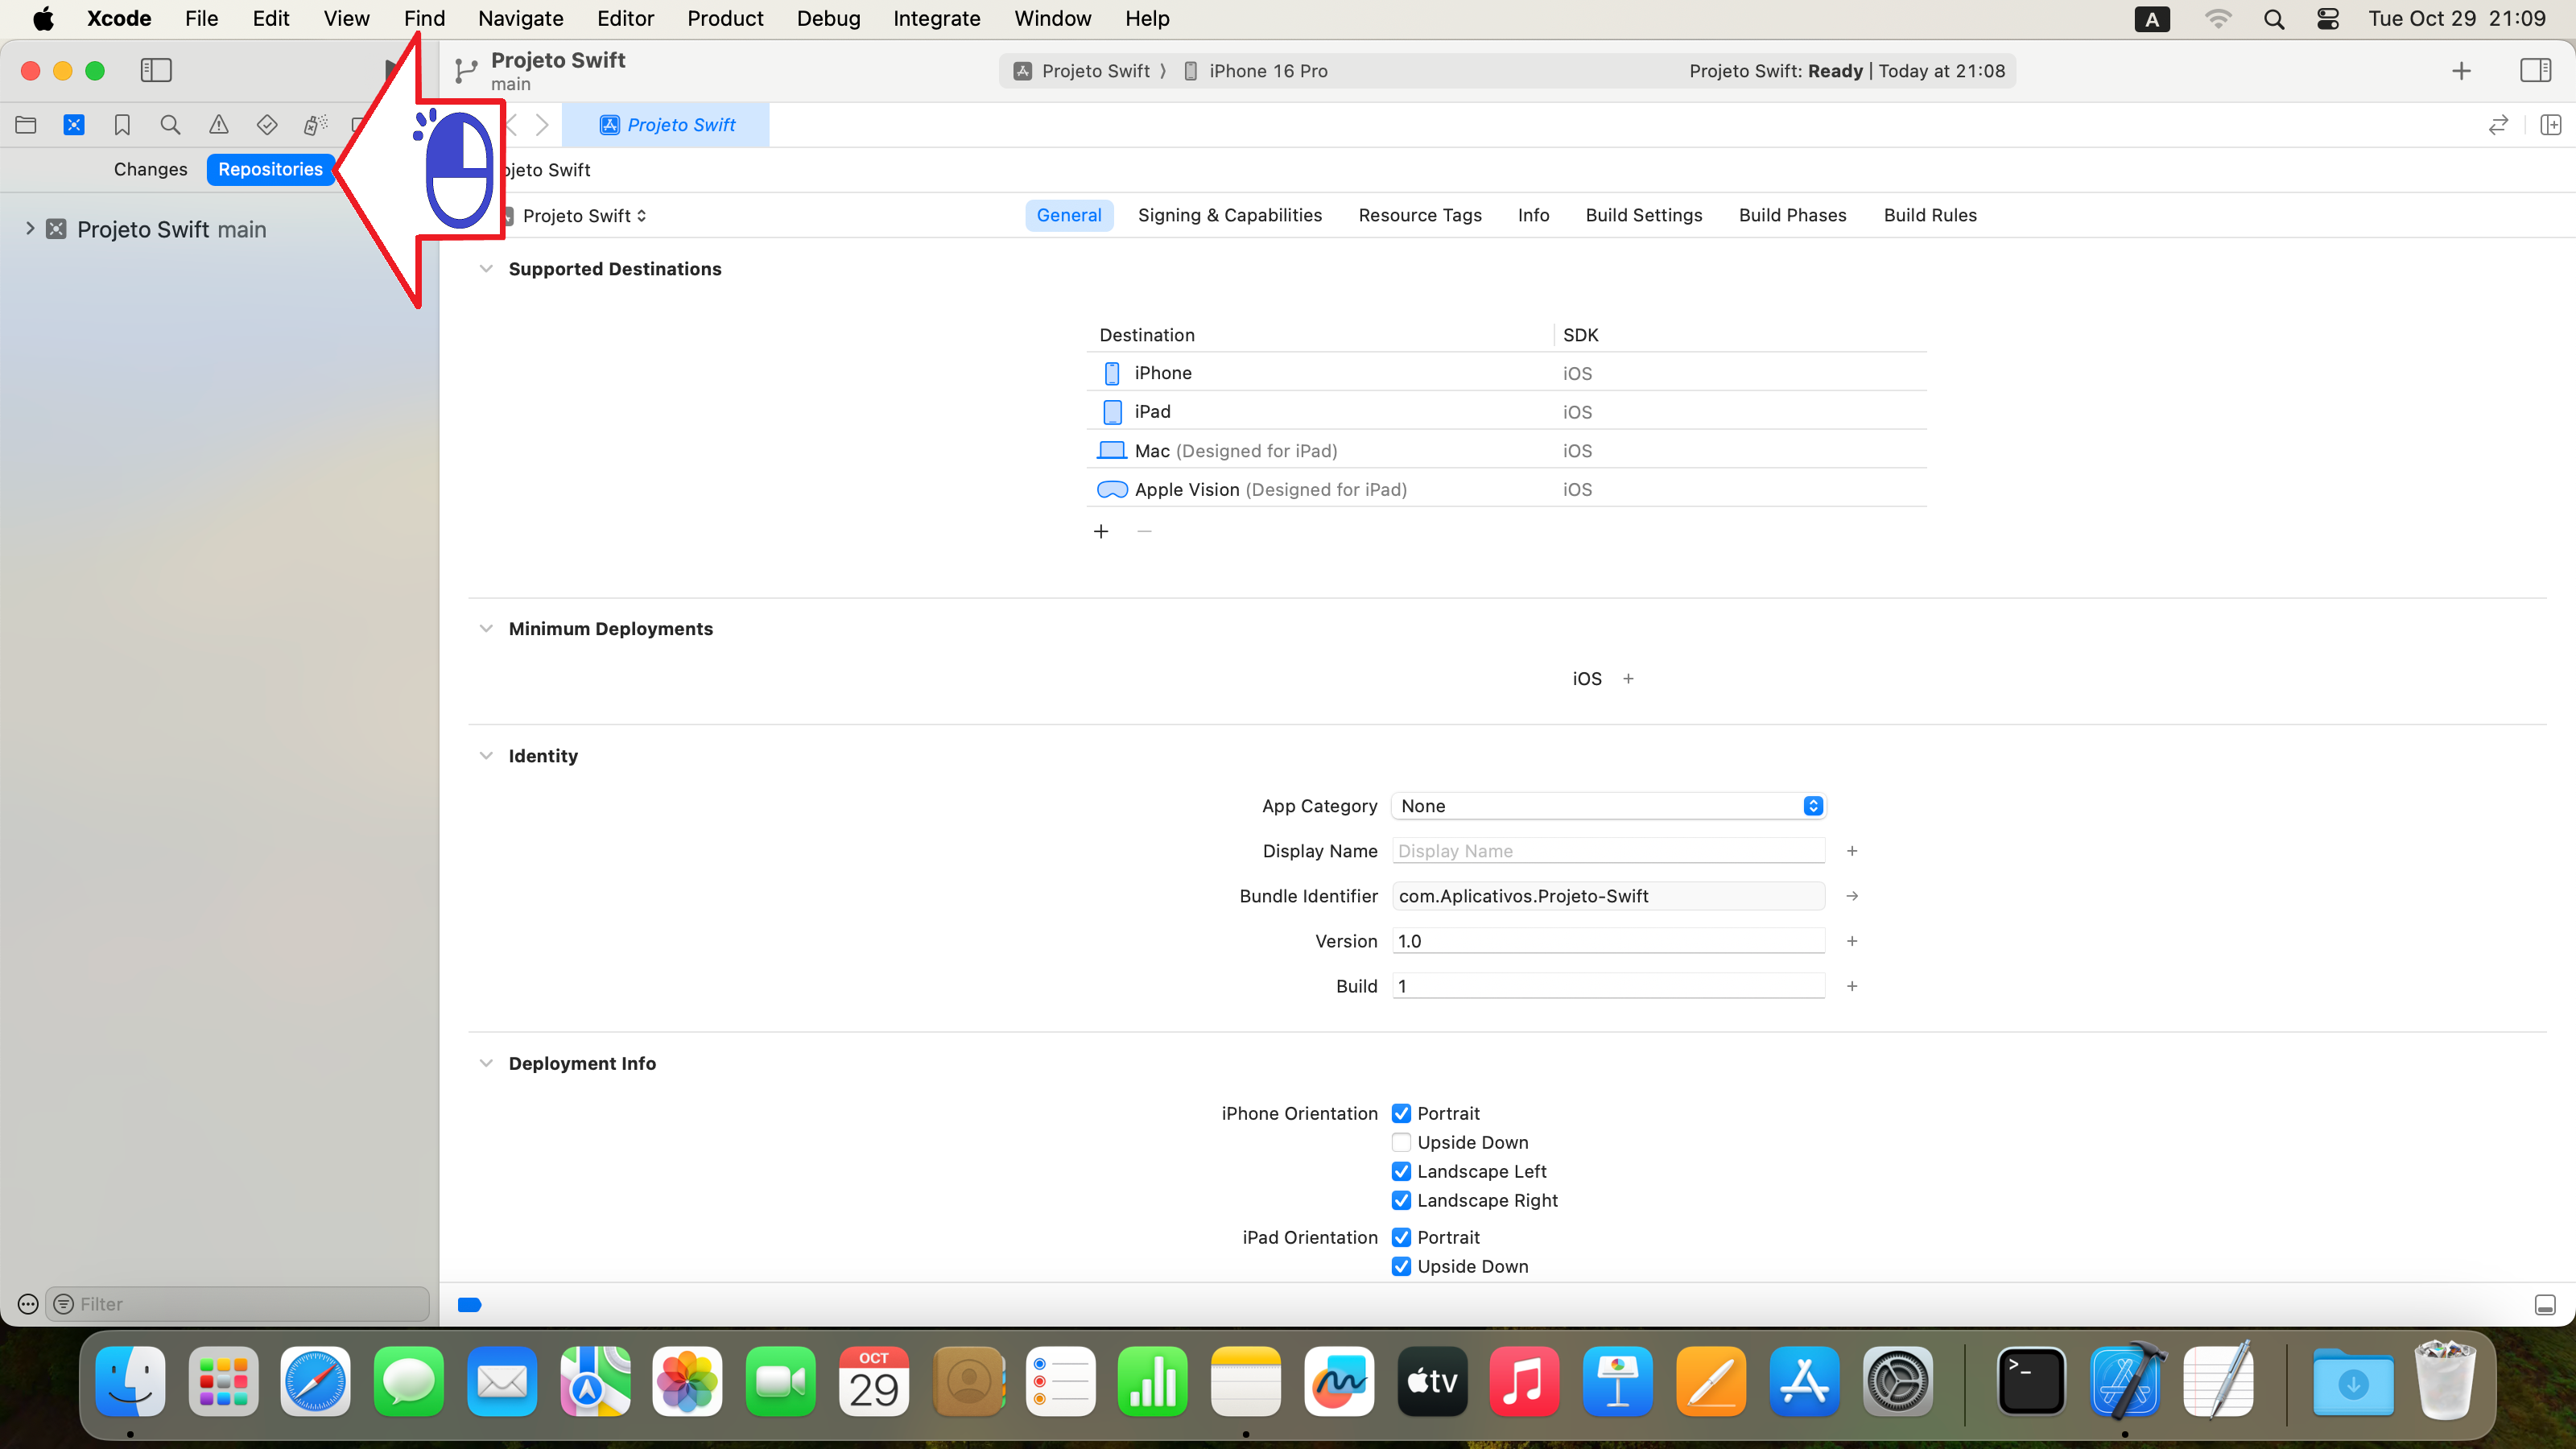 Xcode File Edit View Find Navigate Editor Product Debug Integrate Window Help A Tue Oct 29 21:09
Projeto Swift
main
Projeto Swift iPhone 16 Pro
Projeto Swift: Ready | Today at 21:08
Projeto Swift
Changes Repositories
Projeto Swift main
Swift
Projeto Swift
General Signing & Capabilities Resource Tags Info Build Settings Build Phases Build Rules
Supported Destinations
Destination SDK
iPhone iOS
iPad iOS
Mac (Designed for iPad) iOS
Apple Vision (Designed for iPad) iOS
Minimum Deployments
iOS
Identity
App Category None
Display Name Display Name
Bundle Identifier com.Aplicativos.Projeto-Swift
Version 1.0
Build 1
Deployment Info
iPhone Orientation Portrait
Upside Down
Landscape Left
Landscape Right
iPad Orientation Portrait
Upside Down
Filter
OCT
29
tv